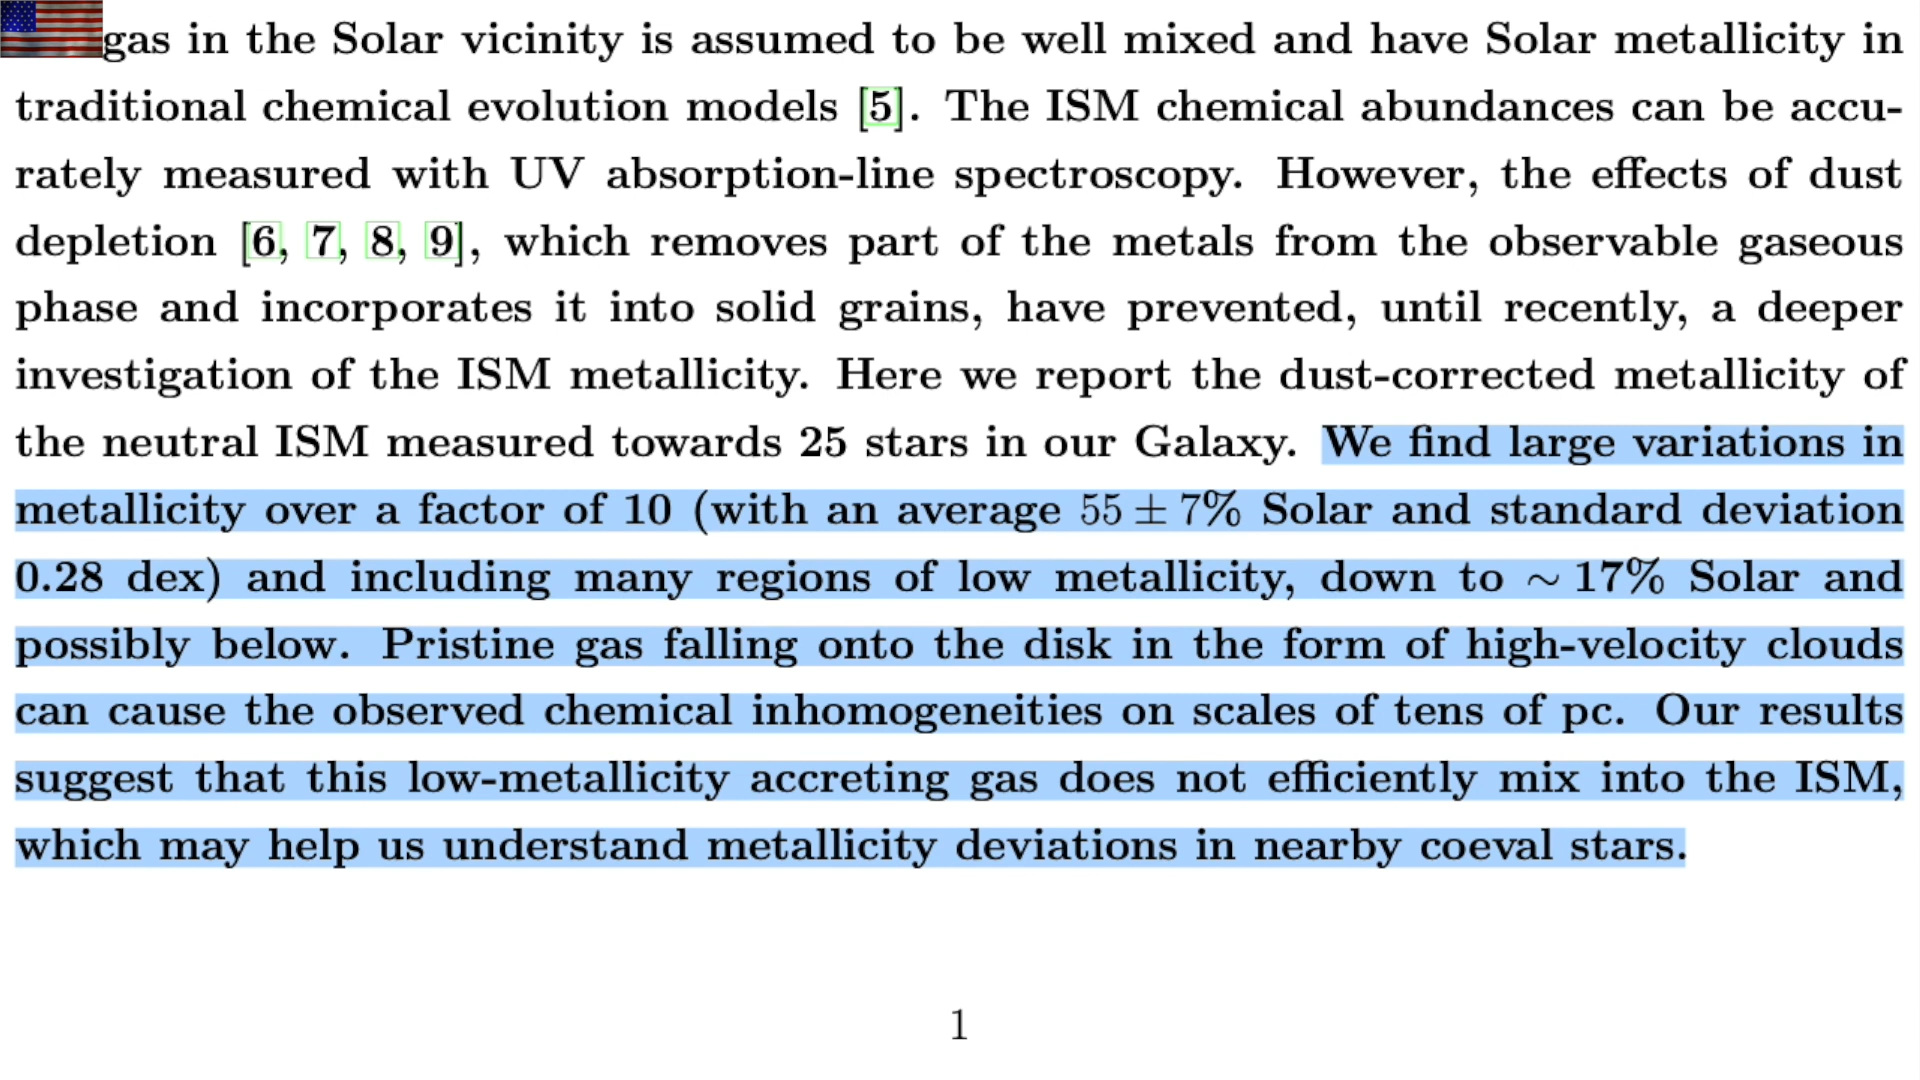 gas in the Solar vicinity is assumed to be well mixed and have Solar metallicity in
traditional chemical evolution models [5]. The ISM chemical abundances can be accu-
rately measured with UV absorption-line spectroscopy. However, the effects of dust
depletion [6, 7, 8, 9], which removes part of the metals from the observable gaseous
phase and incorporates it into solid grains, have prevented, until recently, a deeper
investigation of the ISM metallicity. Here we report the dust-corrected metallicity of
the neutral ISM measured towards 25 stars in our Galaxy. We find large variations in
metallicity over a factor of 10 (with an average 55 ± 7% Solar and standard deviation
0.28 dex) and including many regions of low metallicity, down to ∼ 17% Solar and
possibly below. Pristine gas falling onto the disk in the form of high-velocity clouds
can cause the observed chemical inhomogeneities on scales of tens of pc. Our results
suggest that this low-metallicity accreting gas does not efficiently mix into the ISM,
which may help us understand metallicity deviations in nearby coeval stars.
1